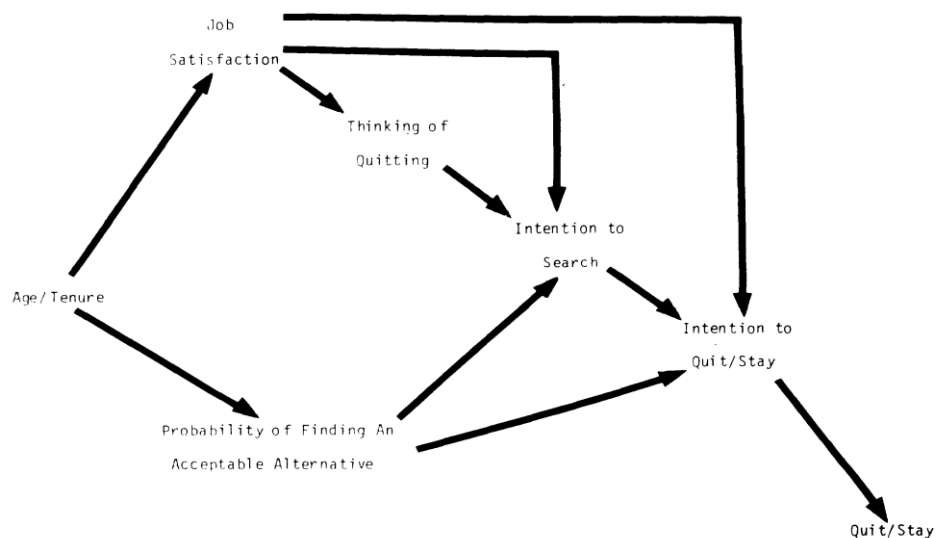 Job
Satisfaction
Thinking of
Quitting
Intention to
Search
Age/Tenure
Intention to
Quit/Stay
Probability of Finding An
Acceptable Alternative
Quit/Stay